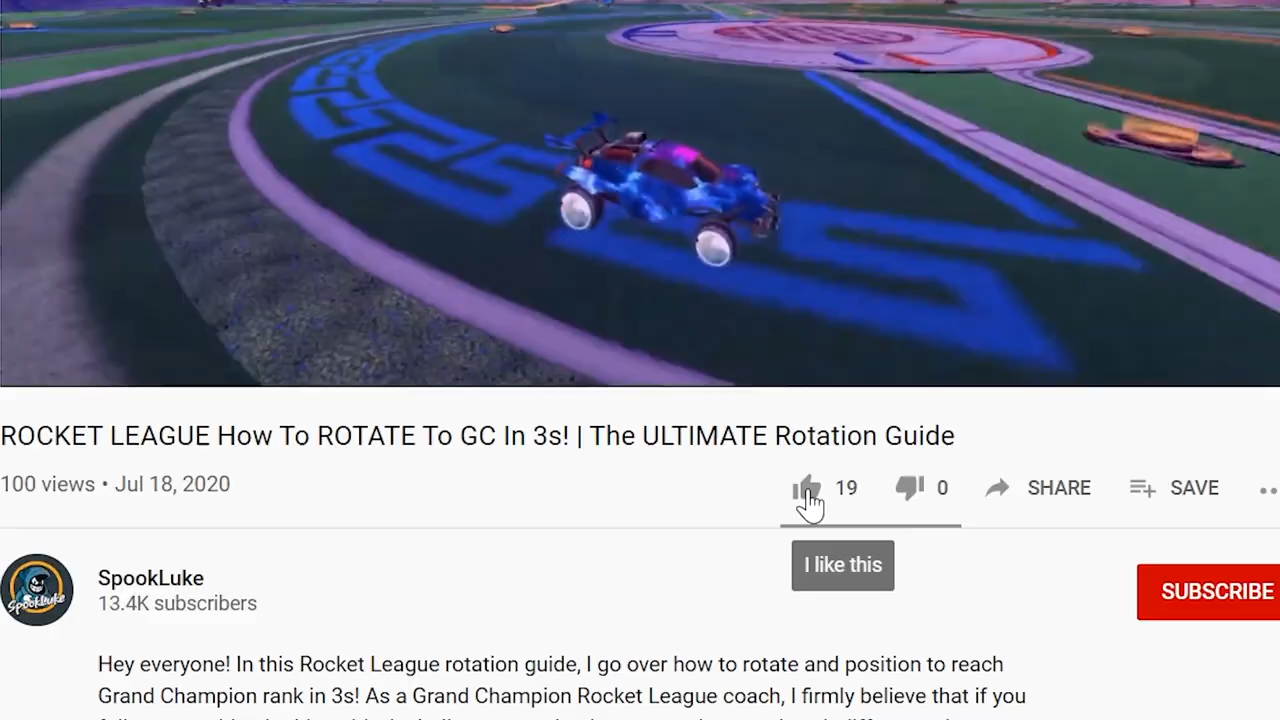 ROCKET LEAGUE How To ROTATE To GC In 3s! | The ULTIMATE Rotation Guide
100 views • Jul 18, 2020
19 0 SHARE SAVE
I like this
SpookLuke
SpookLuke
13.4K subscribers
SUBSCRIBE
Hey everyone! In this Rocket League rotation guide, I go over how to rotate and position to reach
Grand Champion rank in 3s! As a Grand Champion Rocket League coach, I firmly believe that if you